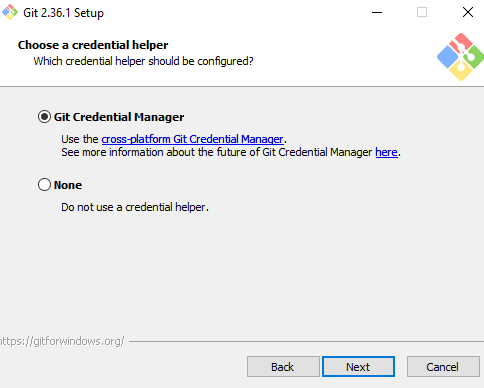 Git 2.36.1 Setup
Choose a credential helper
Which credential helper should be configured?
Git Credential Manager
Use the cross-platform Git Credential Manager.
See more information about the future of Git Credential Manager here.
None
Do not use a credential helper.
https://gitforwindows.org/
Back
Next
Cancel